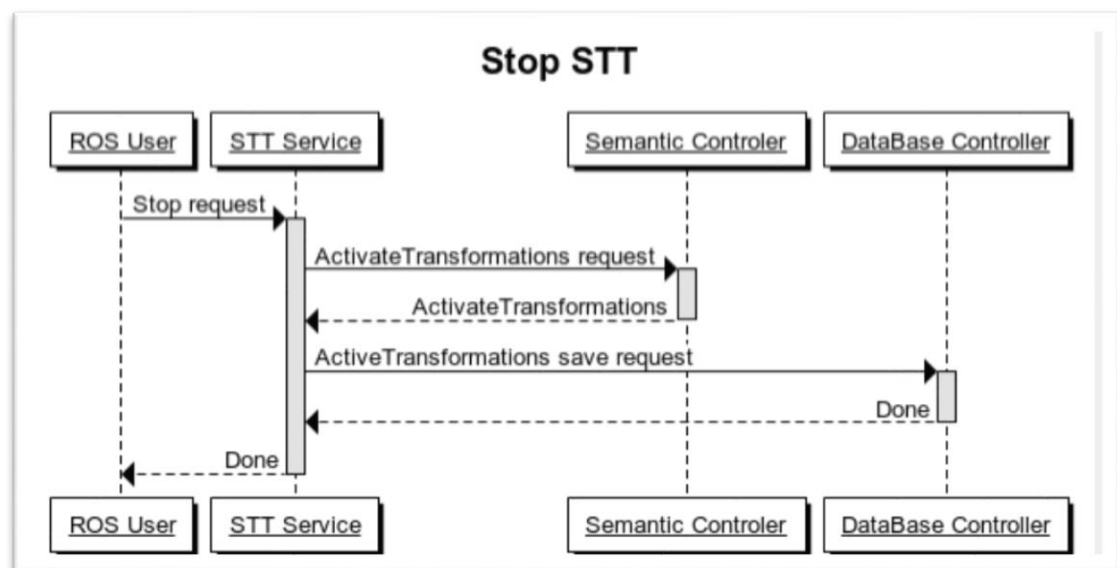 Stop STT
ROS User STT Service Semantic Controler DataBase Controller
Stop request
ActivateTransformations request
ActivateTransformations
ActiveTransformations save request
Done
Done
ROS User STT Service Semantic Controler DataBase Controller